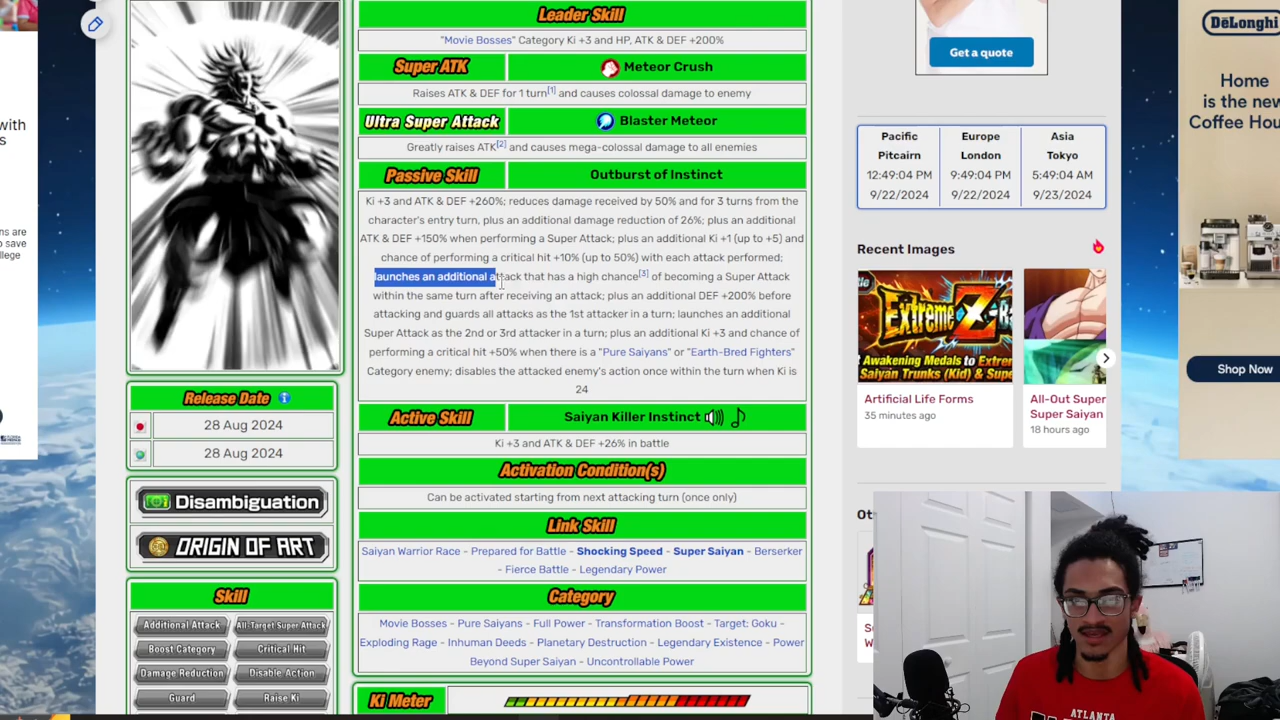 Leader Skill
"Movie Bosses" Category Ki +3 and HP, ATK & DEF +200%
Super ATK
Meteor Crush
Raises ATK & DEF for 1 turn[1] and causes colossal damage to enemy
Ultra Super Attack
Blaster Meteor
Greatly raises ATK[2] and causes mega-colossal damage to all enemies
Passive Skill
Outburst of Instinct
Ki +3 and ATK & DEF +260%; reduces damage received by 50% and for 3 turns from the
character's entry turn, plus an additional damage reduction of 26%; plus an additional
ATK & DEF +150% when performing a Super Attack; plus an additional Ki +1 (up to +5) and
chance of performing a critical hit +10% (up to 50%) with each attack performed;
launches an additional attack that has a high chance[3] of becoming a Super Attack
within the same turn after receiving an attack; plus an additional DEF +200% before
attacking and guards all attacks as the 1st attacker in a turn; launches an additional
Super Attack as the 2nd or 3rd attacker in a turn; plus an additional Ki +3 and chance of
performing a critical hit +50% when there is a "Pure Saiyans" or "Earth-Bred Fighters"
Category enemy; disables the attacked enemy's action once within the turn when Ki is
24
Active Skill
Saiyan Killer Instinct
Ki +3 and ATK & DEF +26% in battle
Activation Condition(s)
Can be activated starting from next attacking turn (once only)
Link Skill
Saiyan Warrior Race - Prepared for Battle - Shocking Speed - Super Saiyan - Berserker
- Fierce Battle - Legendary Power
Category
Movie Bosses - Pure Saiyans - Full Power - Transformation Boost - Target: Goku -
Exploding Rage - Inhuman Deeds - Planetary Destruction - Legendary Existence - Power
Beyond Super Saiyan - Uncontrollable Power
Ki Meter
Release Date
28 Aug 2024
28 Aug 2024
Disambiguation
ORIGIN OF ART
Skill
Additional Attack
All-Target Super Attack
Boost Category
Critical Hit
Damage Reduction
Disable Action
Guard
Raise Ki
with
s
ns are
o save
llege
Get a quote
Pacific
Pitcairn
12:49:04 PM
9/22/2024
Europe
London
9:49:04 PM
9/22/2024
Asia
Tokyo
5:49:04 AM
9/23/2024
Recent Images
EXtreme Z-
Awakening Medals to Extrem
Saiyan Trunks (Kid) & Supe
Artificial Life Forms
35 minutes ago
All-Out Super
Super Saiyan
18 hours ago
Ot
DeLonghi
Home
is the new
Coffee Hou
Shop Now
ATLANTA